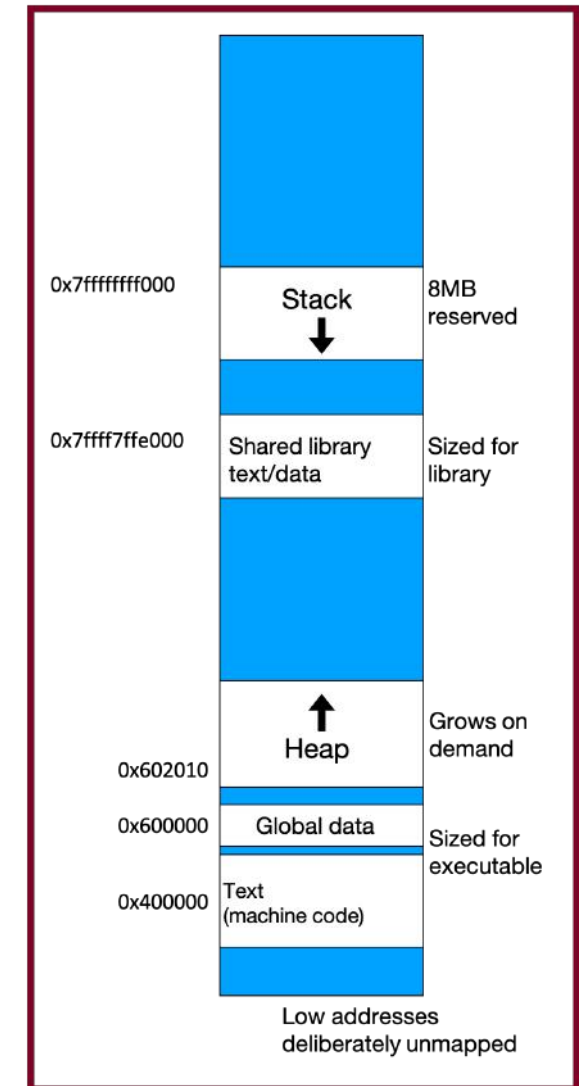 0x7ffffffff000
Stack
8MB
reserved
0x7ffff7ffe000
Shared library
text/data
Sized for
library
Heap
Grows on
demand
0x602010
0x600000
Global data
Sized for
executable
0x400000
Text
(machine code)
Low addresses
deliberately unmapped